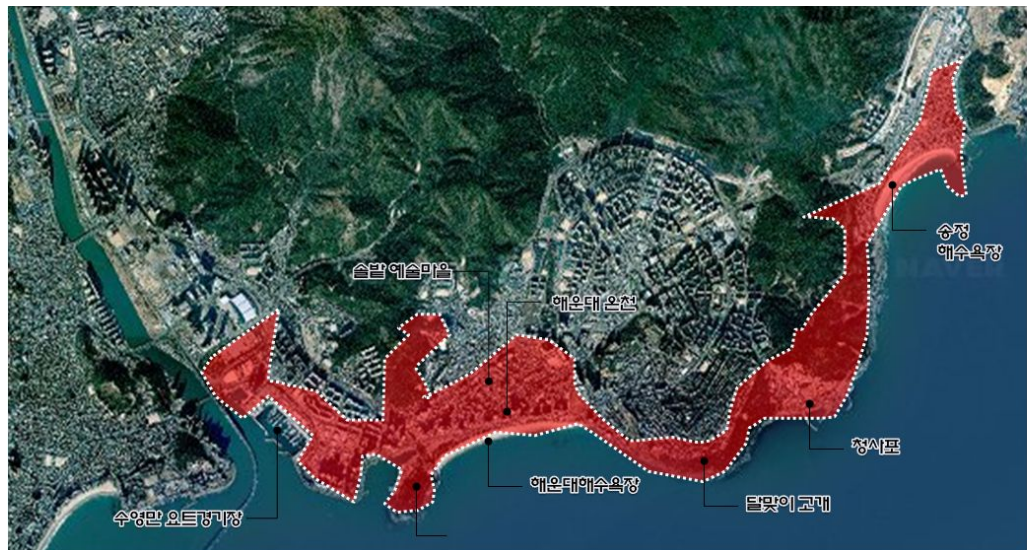 송정
해수욕장
NAVER
솔밭 예술마을
해운대 온천
청사포
해운대해수욕장
달맞이 고개
수영만 요트경기장